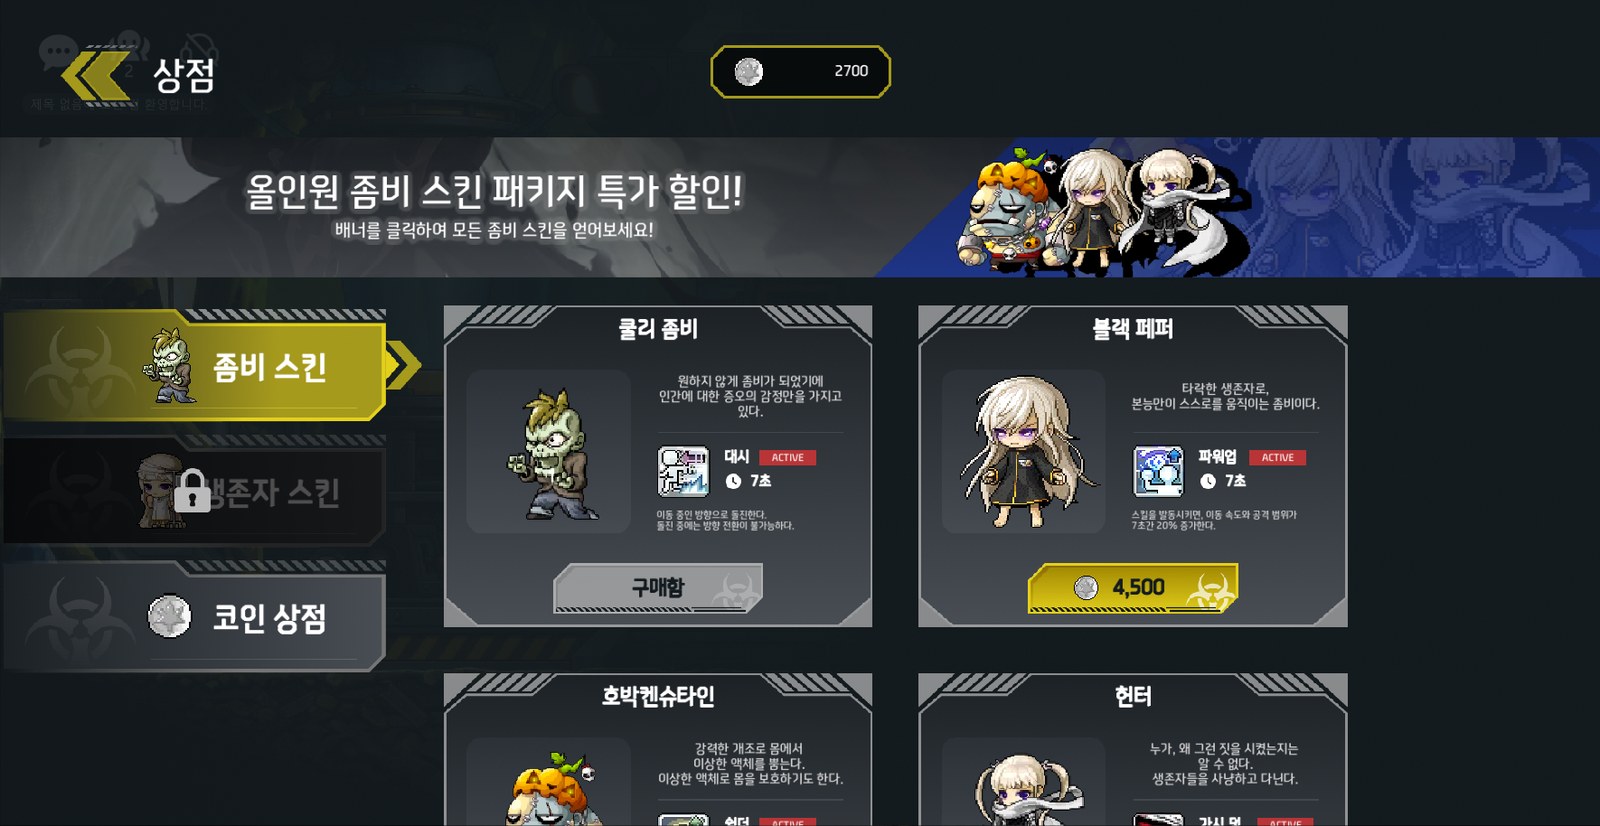 상점
2700
올인원 좀비 스킨 패키지 특가 할인!
배너를 클릭하여 모든 좀비 스킨을 얻어보세요!
좀비 스킨
생존자 스킨
코인 상점
쿨리 좀비
원하지 않게 좀비가 되었기에
인간에 대한 증오의 감정만을 가지고
있다.
대시 ACTIVE
7초
이동 중인 방향으로 돌진한다.
돌진 중에는 방향 전환이 불가능하다.
구매함
블랙 페퍼
타락한 생존자로,
본능만이 스스로를 움직이는 좀비이다.
파워업 ACTIVE
7초
스킬을 발동시키면, 이동 속도와 공격 범위가
7초간 20% 증가한다.
4,500
호박켄슈타인
강력한 개조로 몸에서
이상한 액체를 뿜는다.
이상한 액체로 몸을 보호하기도 한다.
ACTIVE
헌터
누가, 왜 그런 짓을 시켰는지는
알 수 없다.
생존자들을 사냥하고 다닌다.
ACTIVE